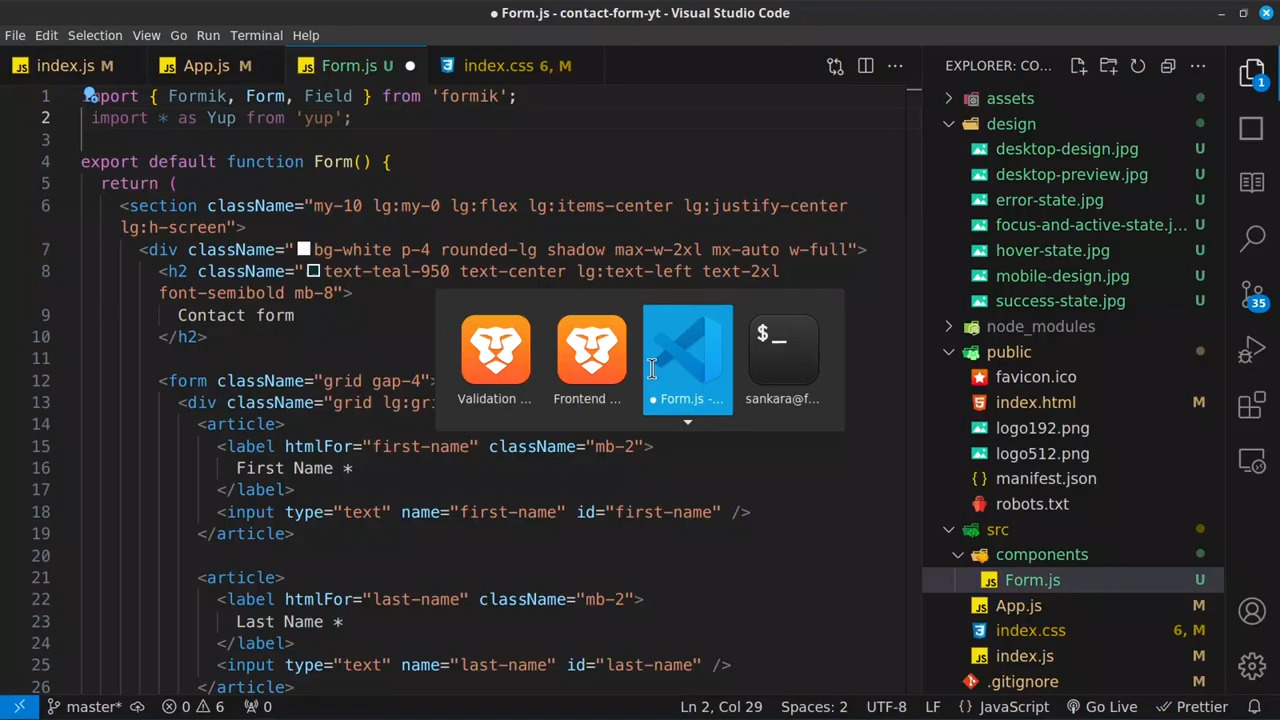 ● Form.js - contact-form-yt - Visual Studio Code
File Edit Selection View Go Run Terminal Help
JS index.js M JS App.js M JS Form.js U ● index.css 6, M
EXPLORER: CO...
1 import { Formik, Form, Field } from 'formik';
2 import * as Yup from 'yup';
3
4 export default function Form() {
5 return (
6 <section className="my-10 lg:my-0 lg:flex lg:items-center lg:justify-center
lg:h-screen">
7 <div className="bg-white p-4 rounded-lg shadow max-w-2xl mx-auto w-full">
8 <h2 className="text-teal-950 text-center lg:text-left text-2xl
font-semibold mb-8">
9 Contact form
10 </h2>
11
12 <form className="grid gap-4">
13 <div className="grid lg:gri
14 <article>
15 <label htmlFor="first-name" className="mb-2">
16 First Name *
17 </label>
18 <input type="text" name="first-name" id="first-name" />
19 </article>
20
21 <article>
22 <label htmlFor="last-name" className="mb-2">
23 Last Name *
24 </label>
25 <input type="text" name="last-name" id="last-name" />
26 </article>
$_
Validation ... Frontend ... ● Form.js -... sankara@f...
assets
design
desktop-design.jpg U
desktop-preview.jpg U
error-state.jpg U
focus-and-active-state.j... U
hover-state.jpg U
mobile-design.jpg U
success-state.jpg U
node_modules
public
favicon.ico
index.html M
logo192.png
logo512.png
{} manifest.json
robots.txt
src
components
JS Form.js U
JS App.js M
index.css 6, M
JS index.js M
.gitignore M
1
35
master* 0 6 0
Ln 2, Col 29 Spaces: 2 UTF-8 LF {} JavaScript Go Live Prettier